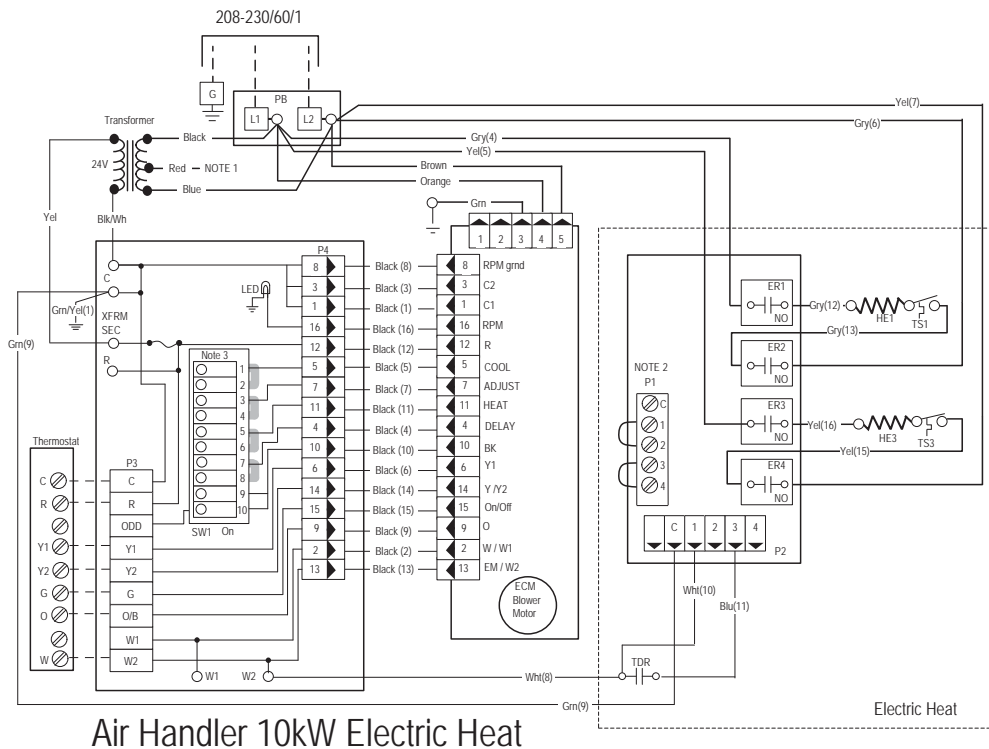 208-230/60/1
G
PB
L1
L2
Yel(7)
Gry(6)
Transformer
Black
Gry(4)
Yel(5)
24V
Red
NOTE 1
Brown
Orange
Blue
Grn
Yel
Blk/Wh
1 2 3 4 5
P4
C
8 Black (8) 8 RPM grnd
LED
3 Black (3) 3 C2
Grn/Yel(1)
1 Black (1) 1 C1
XFRM
SEC
16 Black (16) 16 RPM
Grn(9)
12 Black (12) 12 R
R
Note 3
5 Black (5) 5 COOL
7 Black (7) 7 ADJUST
11 Black (11) 11 HEAT
4 Black (4) 4 DELAY
10 Black (10) 10 BK
6 Black (6) 6 Y1
14 Black (14) 14 Y /Y2
15 Black (15) 15 On/Off
9 Black (9) 9 O
2 Black (2) 2 W / W1
13 Black (13) 13 EM / W2
1
2
3
4
5
6
7
8
9
10
SW1 On
Thermostat
P3
C C
R R
ODD
Y1 Y1
Y2 Y2
G G
O O/B
W1
W W2
W1 W2
ECM
Blower
Motor
ER1
NO
Gry(12)
HE1
TS1
Gry(13)
ER2
NO
NOTE 2
P1
C
1
2
3
4
ER3
NO
Yel(16)
HE3
TS3
Yel(15)
ER4
NO
C 1 2 3 4
P2
Wht(10)
Blu(11)
TDR
Wht(8)
Grn(9)
Electric Heat
Air Handler 10kW Electric Heat